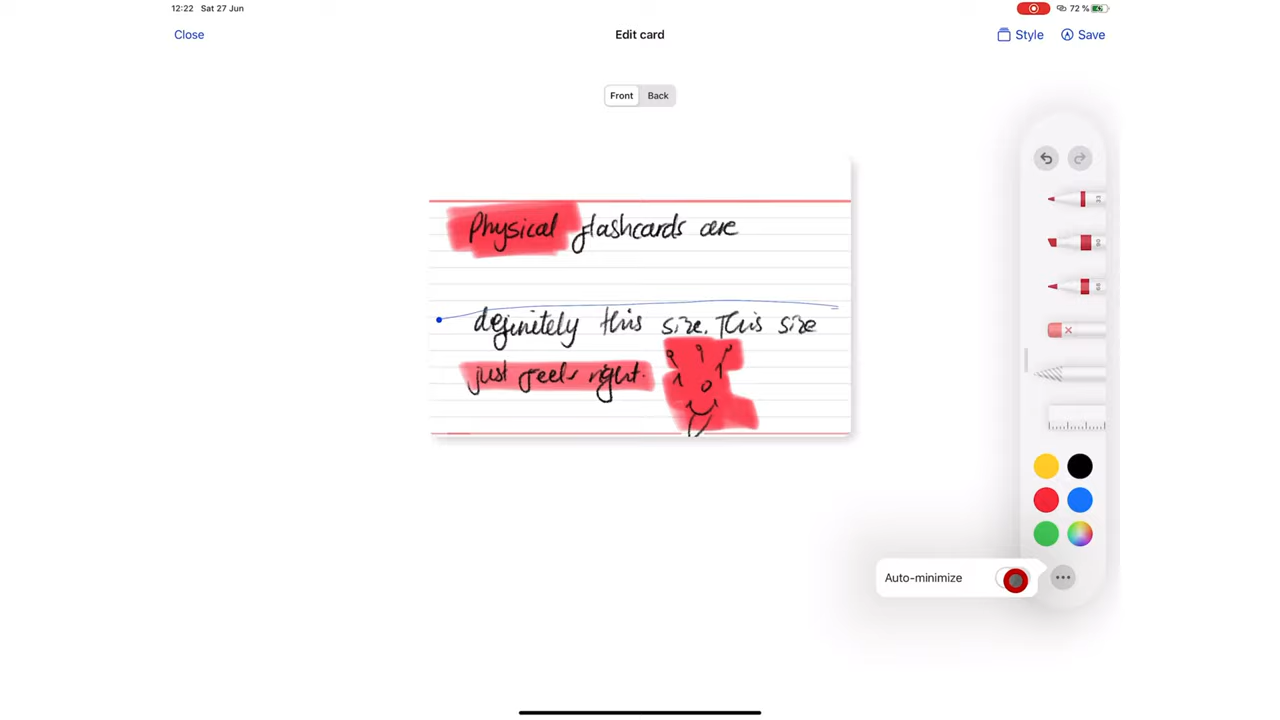 12:22 Sat 27 Jun
72 %
Close
Edit card
Style
Save
Front
Back
Physical flashcards are
definitely this size. This size
just feels right.
Auto-minimize